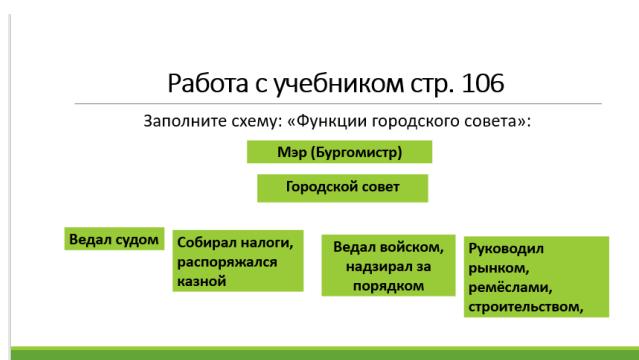 Работа с учебником стр. 106
Заполните схему: «Функции городского совета»:
Мэр (Бургомистр)
Городской совет
Ведал судом
Собирал налоги,
распоряжался
казной
Ведал войском,
надзирал за
порядком
Руководил
рынком,
ремёслами,
строительством,